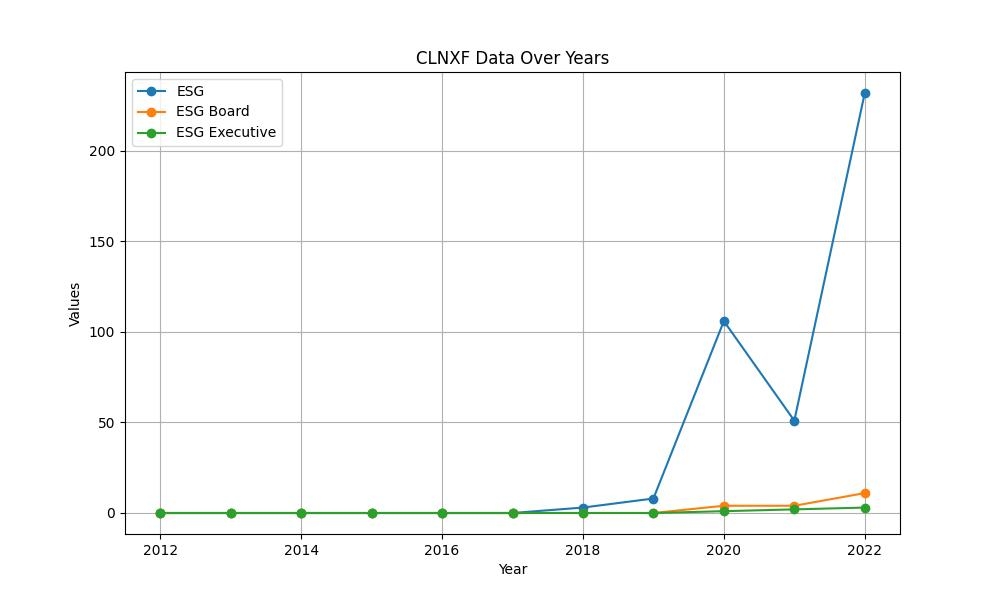 CLNXF Data Over Years
ESG
ESG Board
ESG Executive
200
150
100
50
0
Values
2012
2014
2016
2018
2020
2022
Year